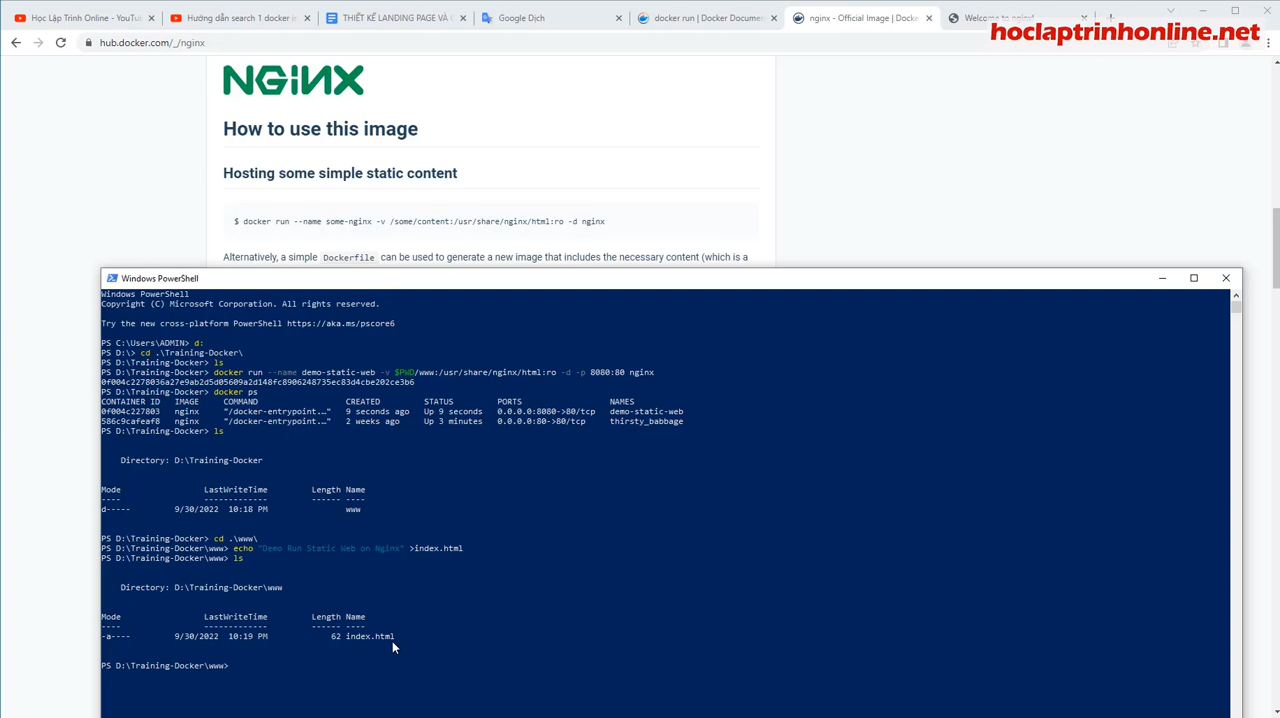 Học Lập Trình Online - YouTu
Hướng dẫn search 1 docker i
THIẾT KẾ LANDING PAGE VÀ
Google Dịch
docker run | Docker Documen
nginx - Official Image | Docke
Welcome to nginx!
hoclaptrinhonline.net
hub.docker.com/_/nginx
NGINX
How to use this image
Hosting some simple static content
$ docker run --name some-nginx -v /some/content:/usr/share/nginx/html:ro -d nginx
Alternatively, a simple Dockerfile can be used to generate a new image that includes the necessary content (which is a
Windows PowerShell
Windows PowerShell
Copyright (C) Microsoft Corporation. All rights reserved.
Try the new cross-platform PowerShell https://aka.ms/pscore6
PS C:\Users\ADMIN> d:
PS D:\> cd .\Training-Docker\
PS D:\Training-Docker> ls
PS D:\Training-Docker> docker run --name demo-static-web -v $PWD/www:/usr/share/nginx/html:ro -d -p 8080:80 nginx
0f004c2278036a27e9ab2d5d05609a2d148fc8906248735ec83d4cbe202ce3b6
PS D:\Training-Docker> docker ps
CONTAINER ID IMAGE COMMAND CREATED STATUS PORTS NAMES
0f004c227803 nginx "/docker-entrypoint.…" 9 seconds ago Up 9 seconds 0.0.0.0:8080->80/tcp demo-static-web
586c9cafeaf8 nginx "/docker-entrypoint.…" 2 weeks ago Up 3 minutes 0.0.0.0:80->80/tcp thirsty_babbage
PS D:\Training-Docker> ls
Directory: D:\Training-Docker
Mode LastWriteTime Length Name
---- ------------- ------ ----
d----- 9/30/2022 10:18 PM www
PS D:\Training-Docker> cd .\www\
PS D:\Training-Docker\www> echo "Demo Run Static Web on Nginx" >index.html
PS D:\Training-Docker\www> ls
Directory: D:\Training-Docker\www
Mode LastWriteTime Length Name
---- ------------- ------ ----
-a---- 9/30/2022 10:19 PM 62 index.html
PS D:\Training-Docker\www>